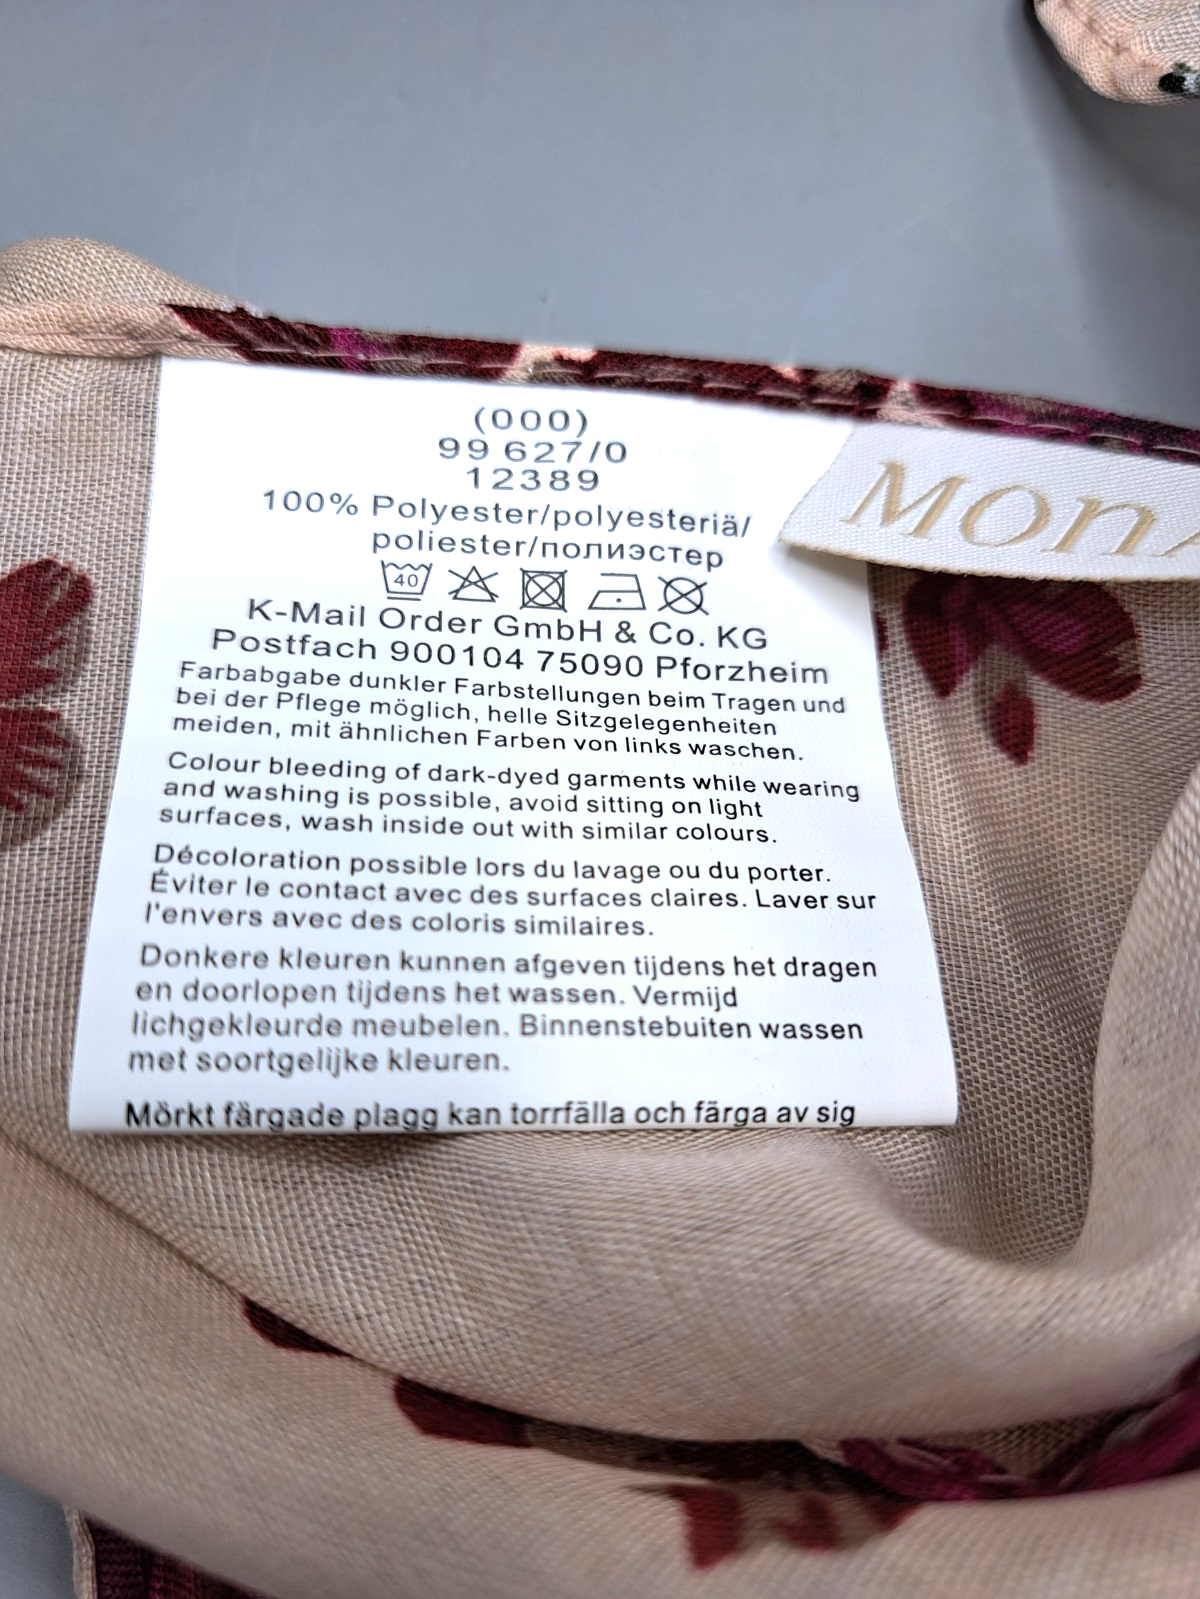 (000)
99 627/0
12389
100% Polyester/polyesteriä/
poliester/полиэстер
40
K-Mail Order GmbH & Co. KG
Postfach 900104 75090 Pforzheim
Farbabgabe dunkler Farbstellungen beim Tragen und
bei der Pflege möglich, helle Sitzgelegenheiten
meiden, mit ähnlichen Farben von links waschen.
Colour bleeding of dark-dyed garments while wearing
and washing is possible, avoid sitting on light
surfaces, wash inside out with similar colours.
Décoloration possible lors du lavage ou du porter.
Éviter le contact avec des surfaces claires. Laver sur
l'envers avec des coloris similaires.
Donkere kleuren kunnen afgeven tijdens het dragen
en doorlopen tijdens het wassen. Vermijd
lichgekleurde meubelen. Binnenstebuiten wassen
met soortgelijke kleuren.
Mörkt färgade plagg kan torrfälla och färga av sig